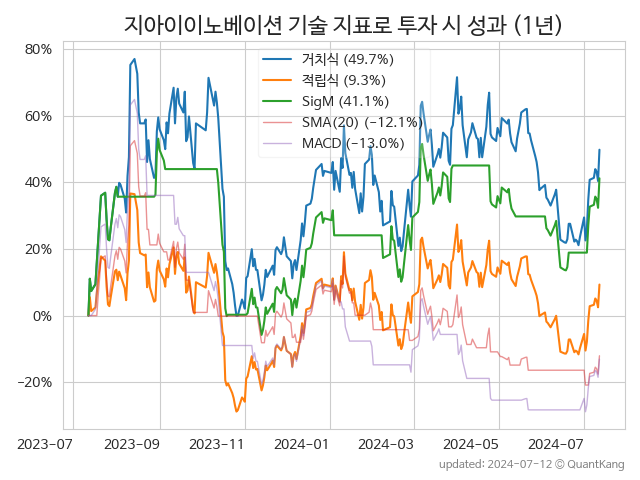 지아이이노베이션 기술 지표로 투자 시 성과 (1년)
80%
60%
40%
20%
0%
−20%
거치식 (49.7%)
적립식 (9.3%)
SigM (41.1%)
SMA(20) (−12.1%)
MACD (−13.0%)
2023-07
2023-09
2023-11
2024-01
2024-03
2024-05
2024-07
updated: 2024-07-12 © QuantKang